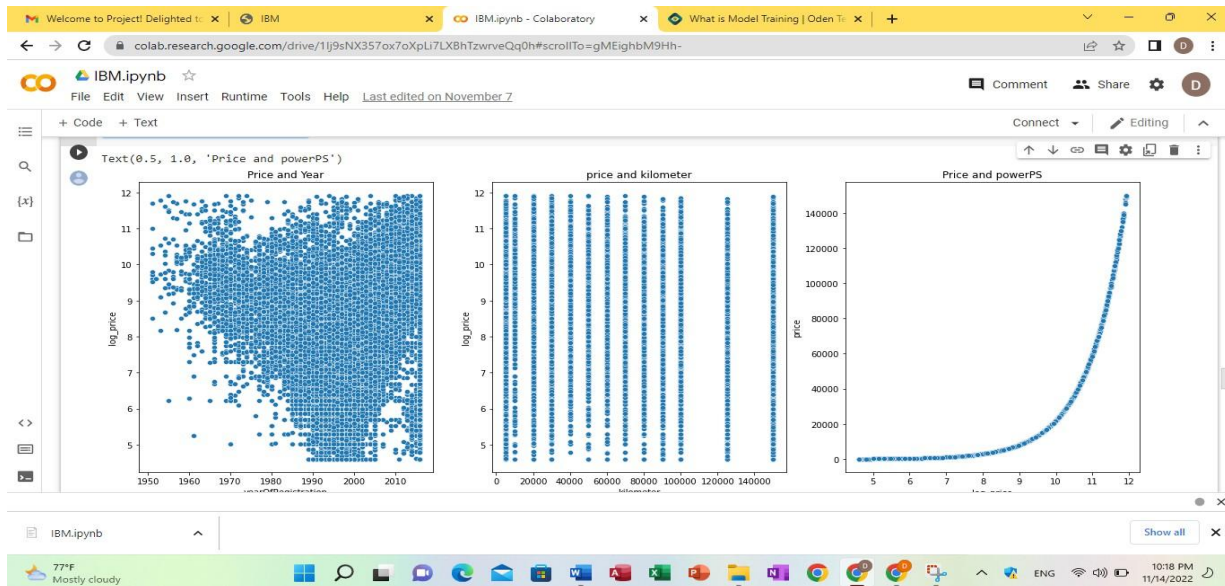 Welcome to Project! Delighted to
IBM
IBM.ipynb - Colaboratory
What is Model Training | Oden Te
colab.research.google.com/drive/1Ij9sNX357ox7oXpLi7LXBhTzwrveQq0h#scrollTo=gMEighbM9Hh-
D
CO
IBM.ipynb
File Edit View Insert Runtime Tools Help Last edited on November 7
Comment
Share
D
+ Code + Text
Connect
Editing
{x}
Text(0.5, 1.0, 'Price and powerPS')
Price and Year
12
11
10
9
8
7
6
5
log_price
1950 1960 1970 1980 1990 2000 2010
yearOfRegistration
price and kilometer
12
11
10
9
8
7
6
5
log_price
0 20000 40000 60000 80000 100000 120000 140000
kilometer
Price and powerPS
140000
120000
100000
80000
60000
40000
20000
0
price
5 6 7 8 9 10 11 12
log_price
IBM.ipynb
Show all
77°F
Mostly cloudy
ENG
10:18 PM
11/14/2022